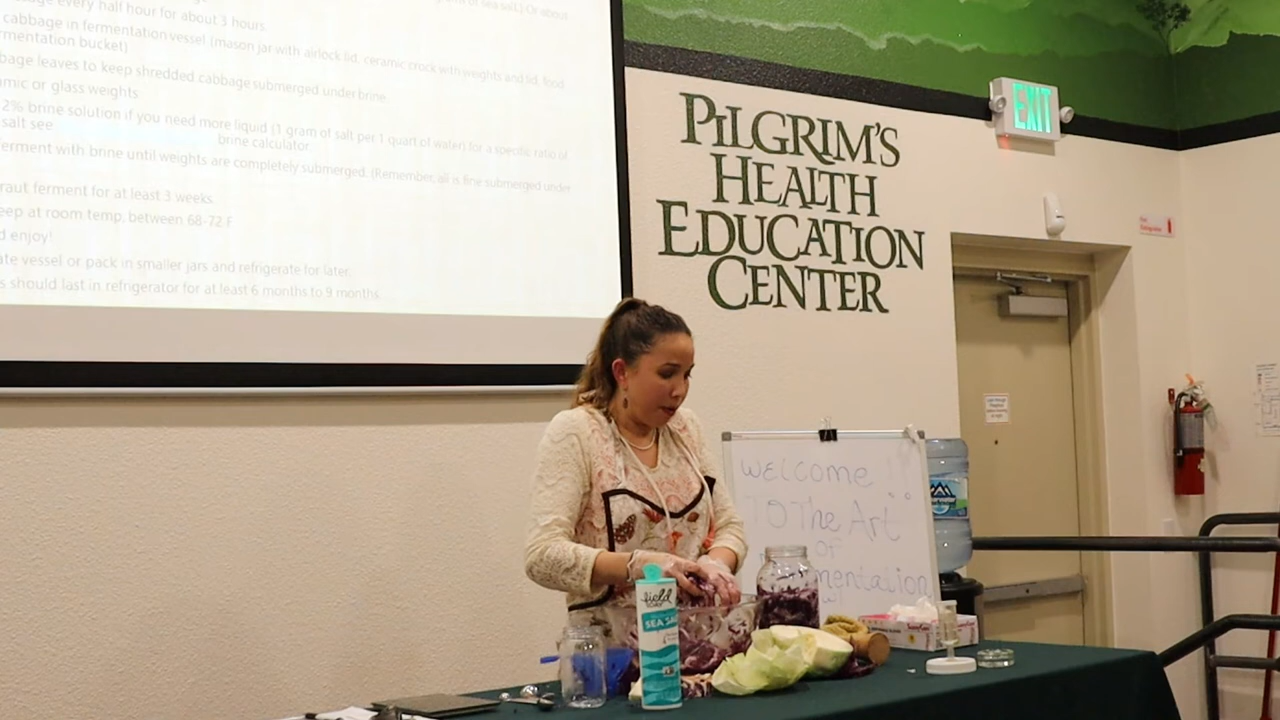 every half hour for about 3 hours.
cabbage in fermentation vessel (mason jar with airlock lid, ceramic crock with weights and lid, food
rmentation bucket)
bage leaves to keep shredded cabbage submerged under brine.
amic or glass weights.
2% brine solution if you need more liquid (1 gram of salt per 1 quart of water) for a specific ratio of
salt see
brine calculator
ferment with brine until weights are completely submerged. (Remember, all is fine submerged under
raut ferment for at least 3 weeks.
eep at room temp. between 68-72 F
d enjoy!
ate vessel or pack in smaller jars and refrigerate for later.
s should last in refrigerator for at least 6 months to 9 months
PILGRIM'S
HEALTH
EDUCATION
CENTER
EXIT
WELCOME
TO The Art
of
mentation
field
SEA SA